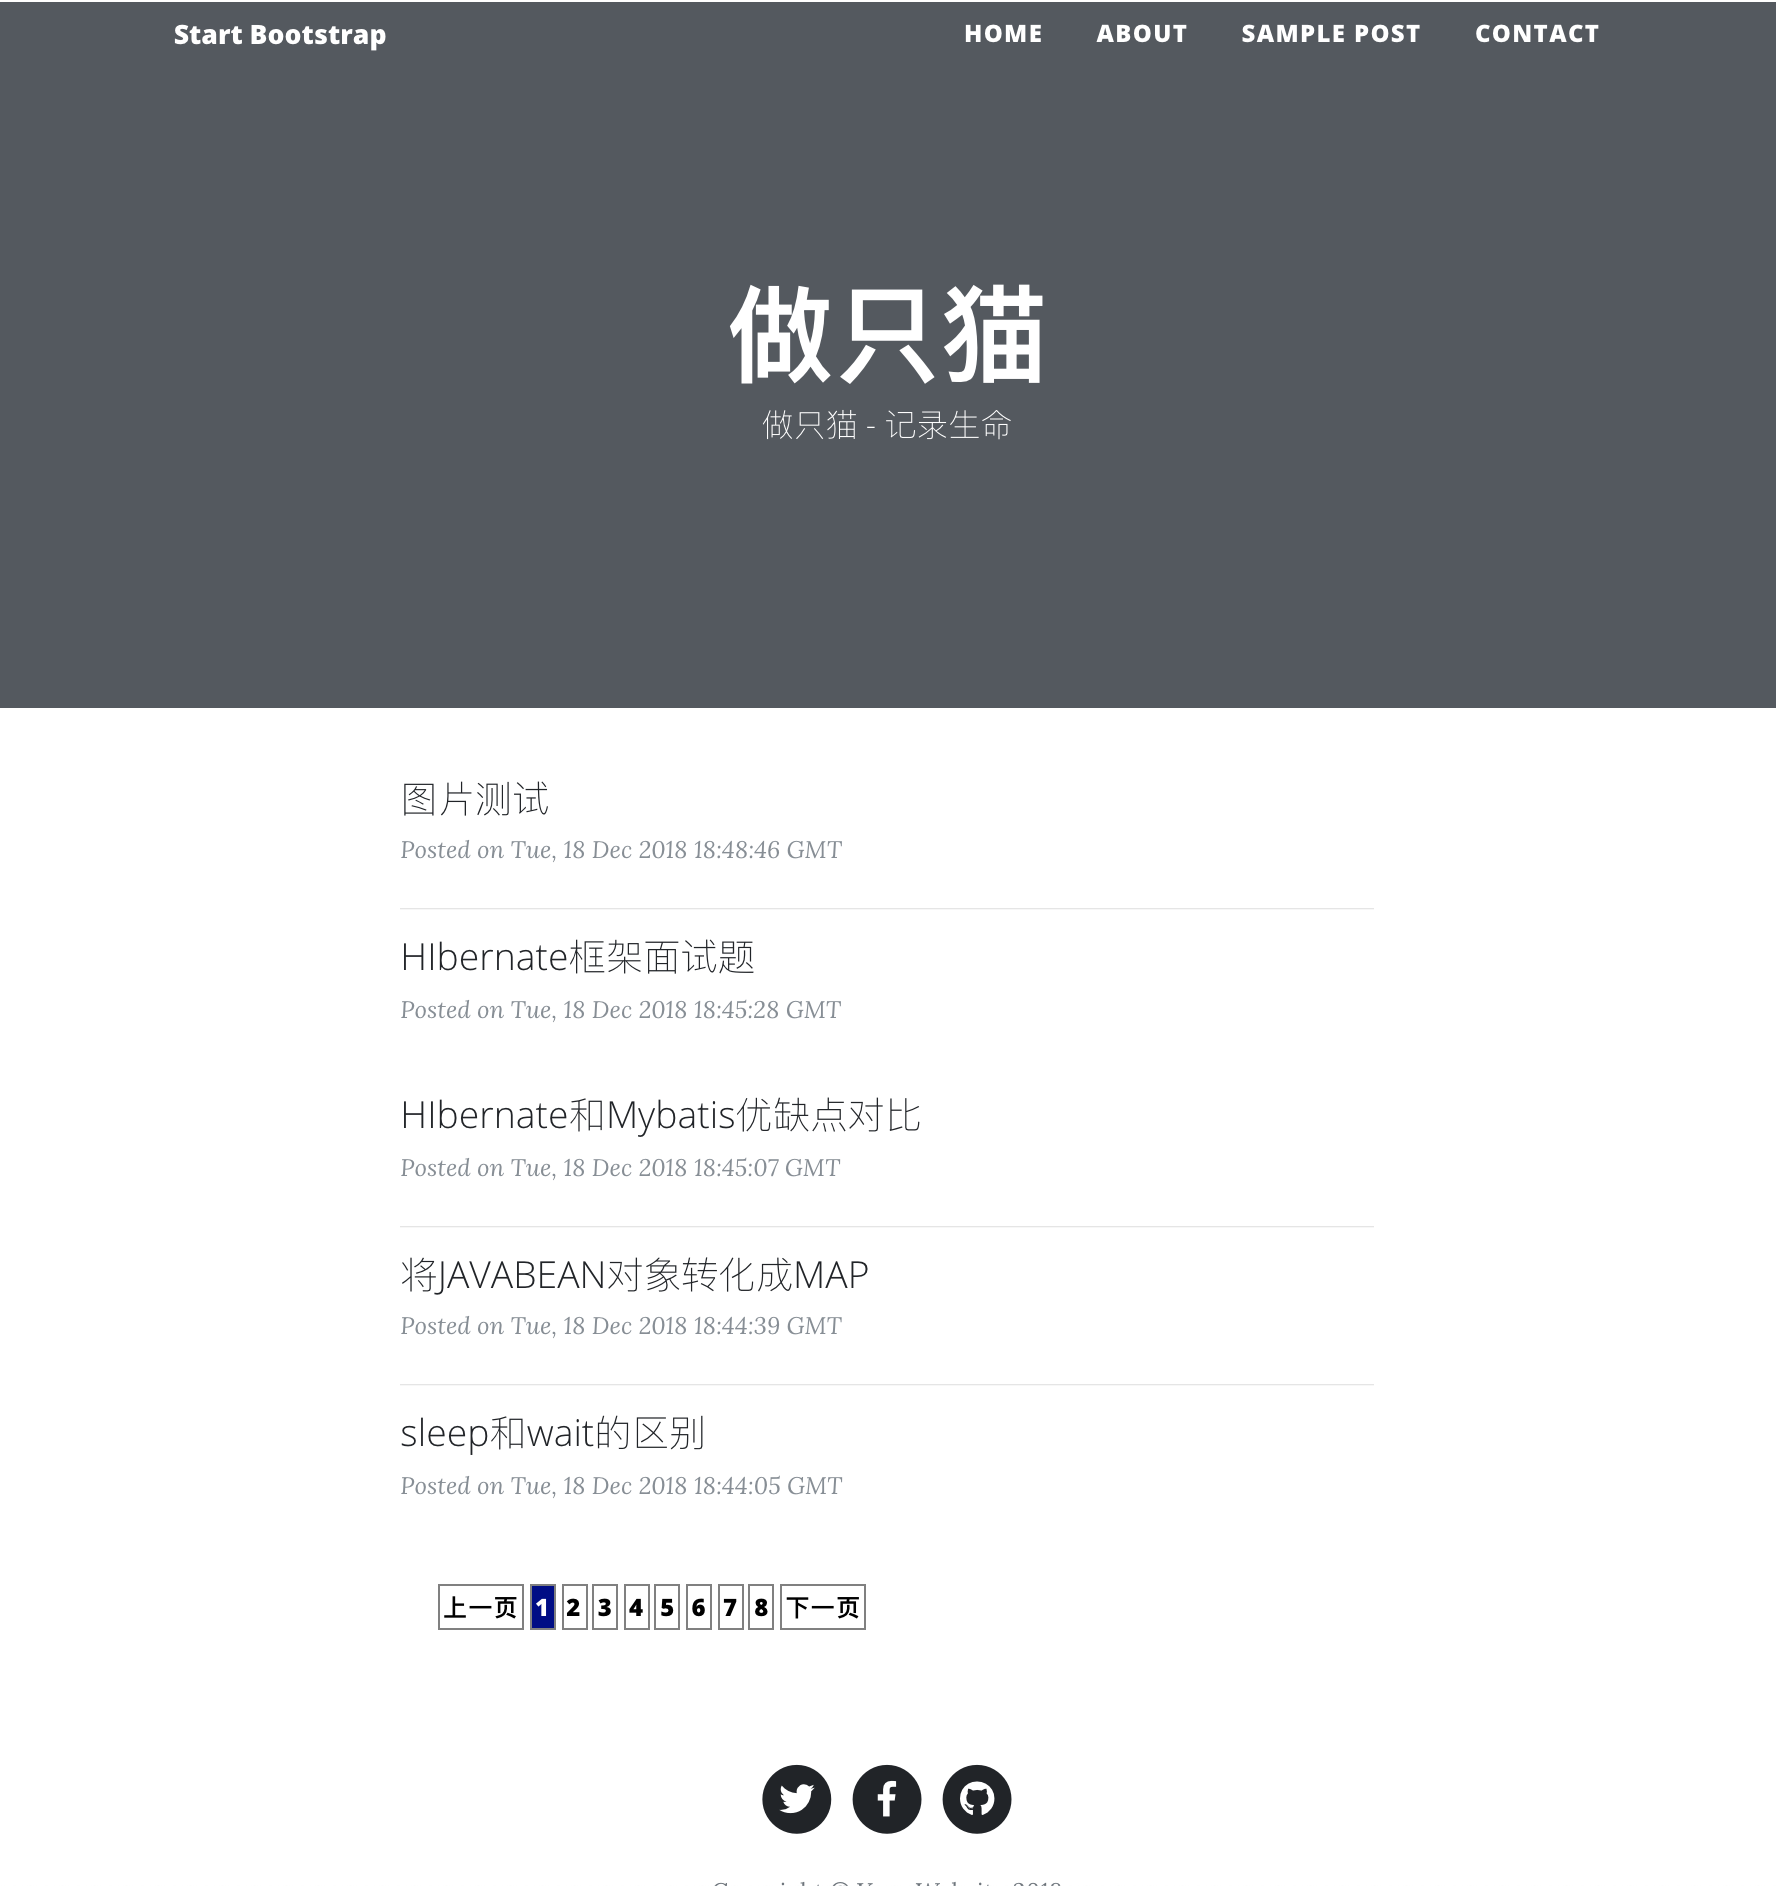 Start Bootstrap HOME ABOUT SAMPLE POST CONTACT
做只猫
做只猫 - 记录生命
图片测试
Posted on Tue, 18 Dec 2018 18:48:46 GMT
HIbernate框架面试题
Posted on Tue, 18 Dec 2018 18:45:28 GMT
HIbernate和Mybatis优缺点对比
Posted on Tue, 18 Dec 2018 18:45:07 GMT
将JAVABEAN对象转化成MAP
Posted on Tue, 18 Dec 2018 18:44:39 GMT
sleep和wait的区别
Posted on Tue, 18 Dec 2018 18:44:05 GMT
上一页 1 2 3 4 5 6 7 8 下一页
Copyright © Your Website 2018